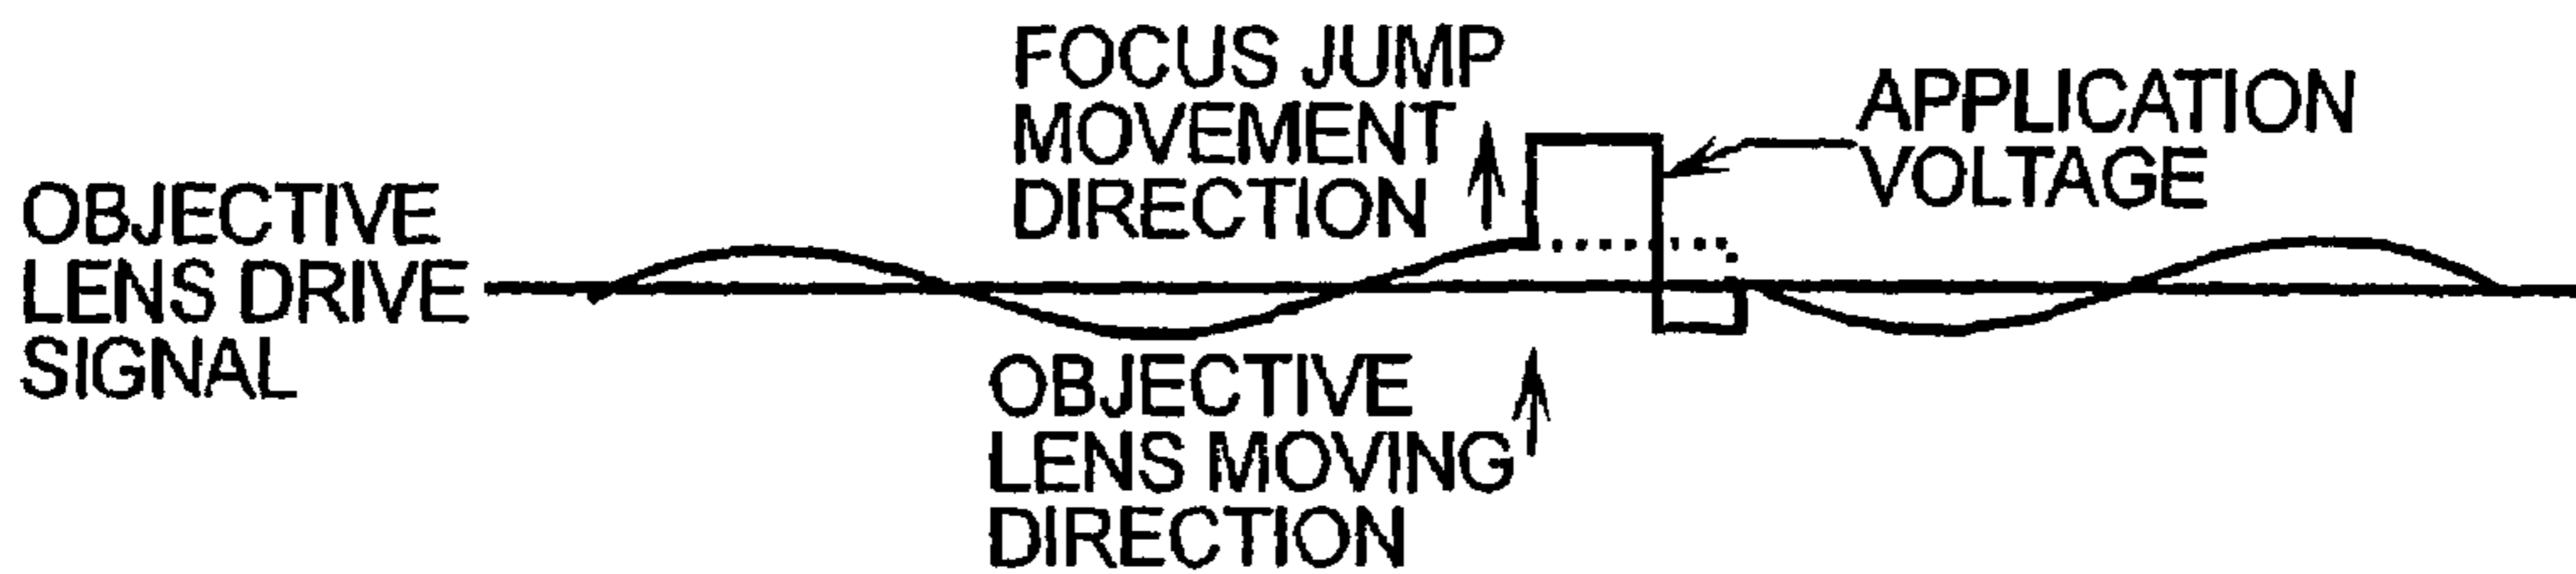 OBJECTIVE
LENS DRIVE
SIGNAL
FOCUS JUMP
MOVEMENT
DIRECTION
APPLICATION
VOLTAGE
OBJECTIVE
LENS MOVING
DIRECTION